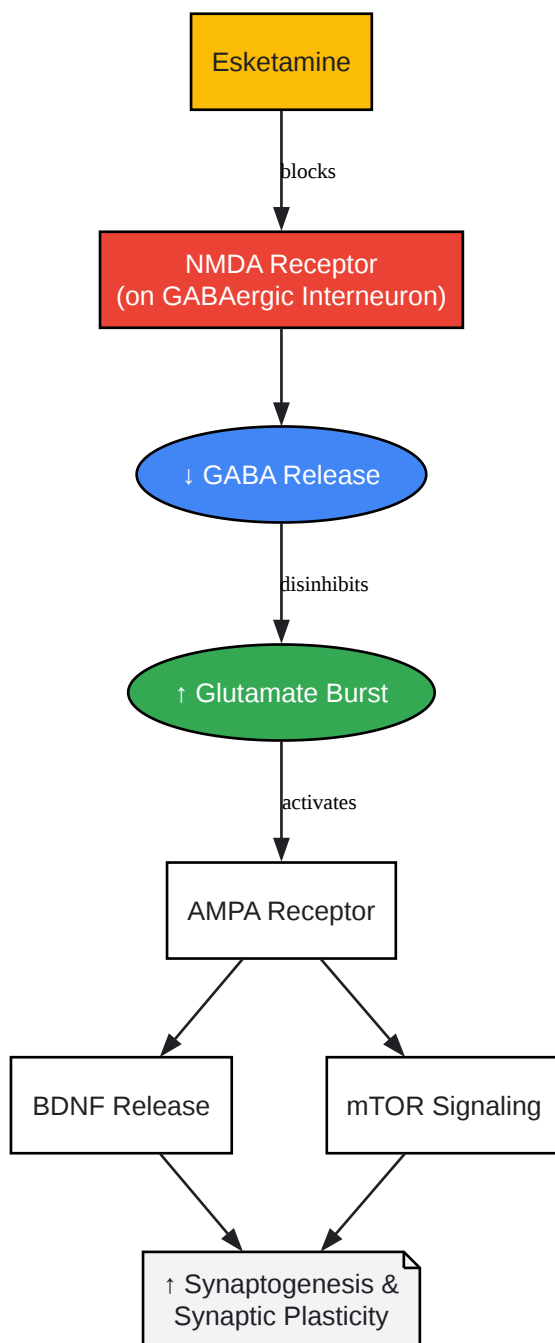 Esketamine
blocks
NMDA Receptor
(on GABAergic Interneuron)
↓ GABA Release
disinhibits
↑ Glutamate Burst
activates
AMPA Receptor
BDNF Release
mTOR Signaling
↑ Synaptogenesis &
Synaptic Plasticity